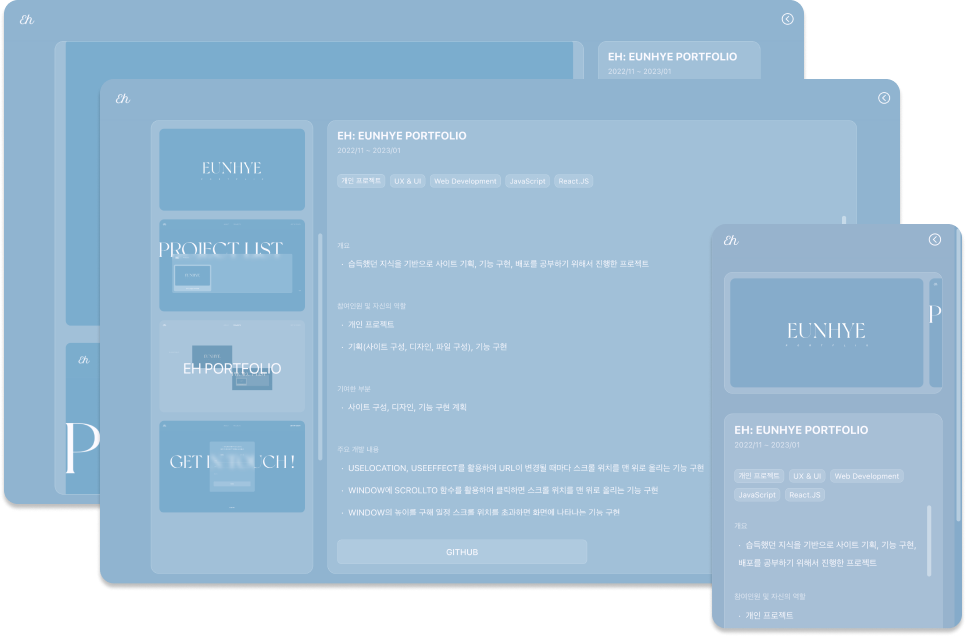 Eh
EH: EUNHYE PORTFOLIO
2022/11 ~ 2023/01
Eh
P
Eh
EUNHYE
PROJECT LIST
EH PORTFOLIO
GET IN TOUCH!
EH: EUNHYE PORTFOLIO
2022/11 ~ 2023/01
개인 프로젝트 UX & UI Web Development JavaScript React.JS
개요
- 습득했던 지식을 기반으로 사이트 기획, 기능 구현, 배포를 공부하기 위해서 진행한 프로젝트
참여인원 및 자신의 역할
- 개인 프로젝트
- 기획(사이트 구성, 디자인, 파일 구성), 기능 구현
기여한 부분
- 사이트 구성, 디자인, 기능 구현 계획
주요 개발 내용
- USELOCATION, USEEFFECT를 활용하여 URL이 변경될 때마다 스크롤 위치를 맨 위로 올리는 기능 구현
- WINDOW에 SCROLLTO 함수를 활용하여 클릭하면 스크롤 위치를 맨 위로 올리는 기능 구현
- WINDOW의 높이를 구해 일정 스크롤 위치를 초과하면 화면에 나타나는 기능 구현
GITHUB
Eh
EUNHYE
PORTFOLIO
P
EH: EUNHYE PORTFOLIO
2022/11 ~ 2023/01
개인 프로젝트 UX & UI Web Development
JavaScript React.JS
개요
- 습득했던 지식을 기반으로 사이트 기획, 기능 구현,
배포를 공부하기 위해서 진행한 프로젝트
참여인원 및 자신의 역할
- 개인 프로젝트